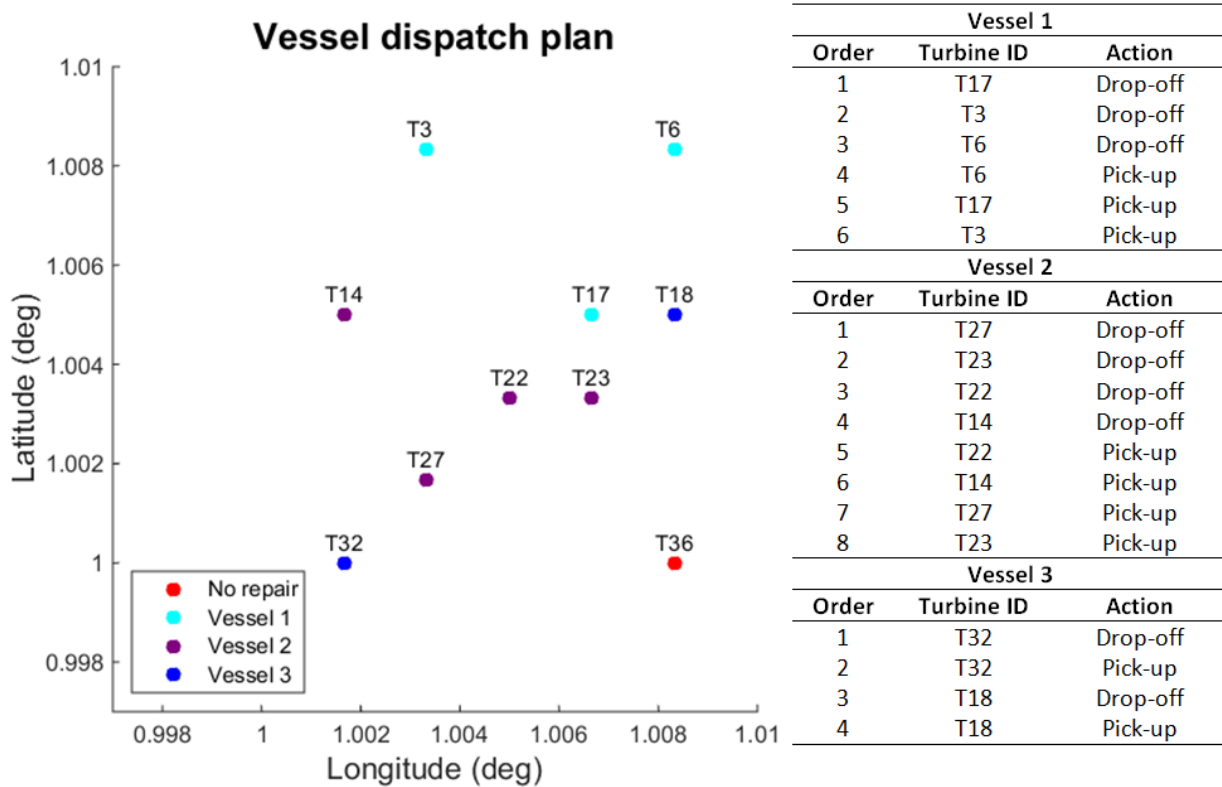 Vessel dispatch plan
1.01
1.008
1.006
1.004
1.002
1
0.998
Latitude (deg)
T3
T6
T14
T17
T18
T22
T23
T27
T32
T36
No repair
Vessel 1
Vessel 2
Vessel 3
0.998 1 1.002 1.004 1.006 1.008 1.01
Longitude (deg)
Vessel 1
Order Turbine ID Action
1 T17 Drop-off
2 T3 Drop-off
3 T6 Drop-off
4 T6 Pick-up
5 T17 Pick-up
6 T3 Pick-up
Vessel 2
Order Turbine ID Action
1 T27 Drop-off
2 T23 Drop-off
3 T22 Drop-off
4 T14 Drop-off
5 T22 Pick-up
6 T14 Pick-up
7 T27 Pick-up
8 T23 Pick-up
Vessel 3
Order Turbine ID Action
1 T32 Drop-off
2 T32 Pick-up
3 T18 Drop-off
4 T18 Pick-up